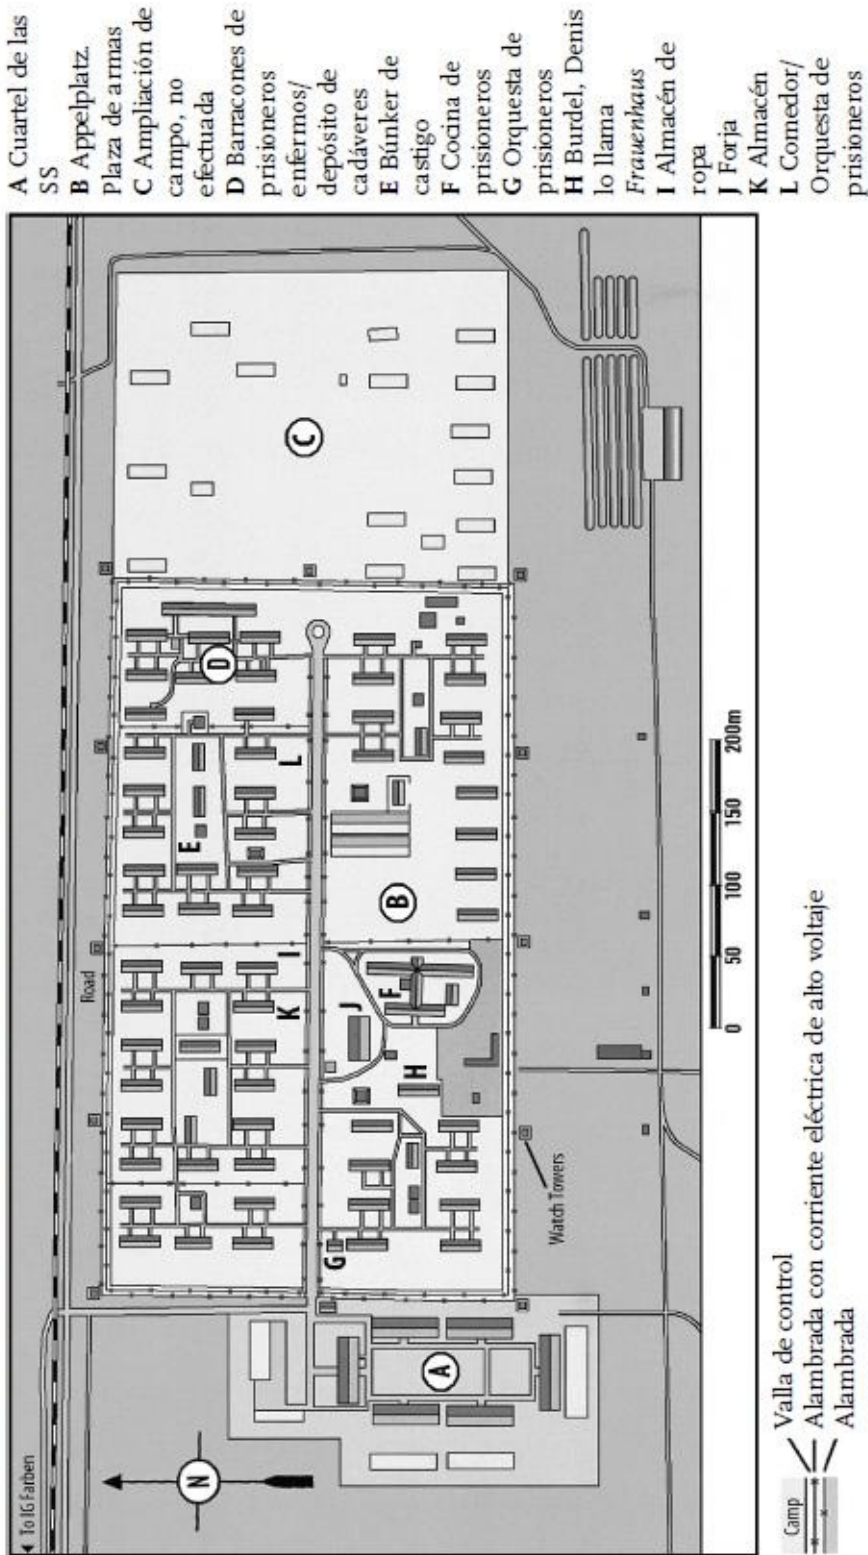 A Cuartel de las
SS
B Appelplatz.
Plaza de armas
C Ampliación de
campo, no
efectuada
D Barracones de
prisioneros
enfermos/
depósito de
cadáveres
E Búnker de
castigo
F Cocina de
prisioneros
G Orquesta de
prisioneros
H Burdel, Denis
lo llama
Frauenhaus
I Almacén de
ropa
J Forja
K Almacén
L Comedor/
Orquesta de
prisioneros
To IG Farben
N
Road
A
B
C
D
E
F
G
H
I
J
K
L
Watch Towers
0 50 100 150 200m
Camp
Valla de control
Alambrada con corriente eléctrica de alto voltaje
Alambrada